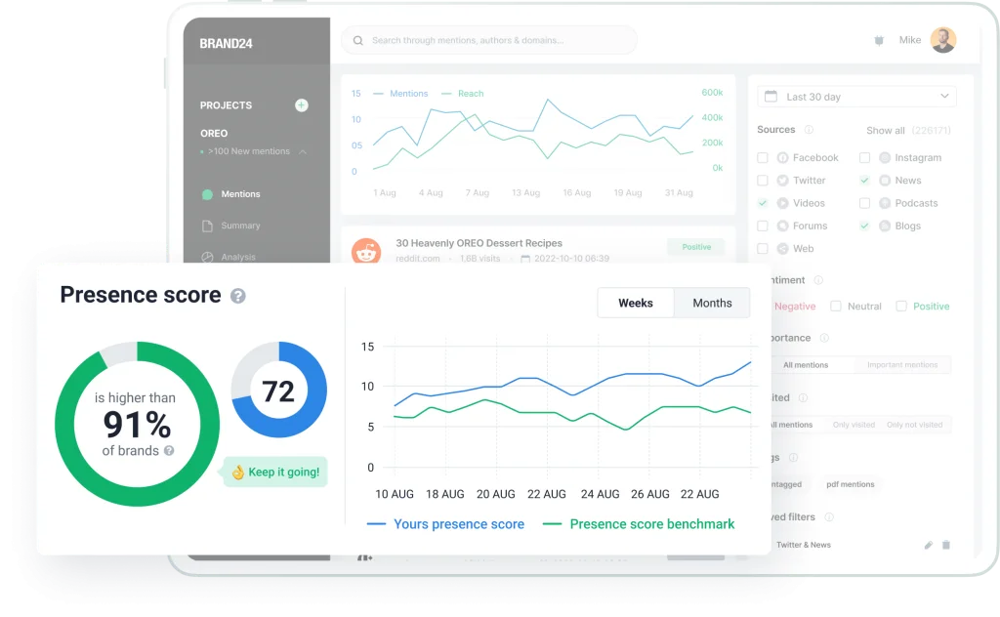 BRAND24
Search through mentions, authors & domains...
Mike
PROJECTS
OREO
>100 New mentions
Mentions
Summary
Analysis
15 Mentions Reach 600k
10 400k
05 200k
0 0k
1 Aug 4 Aug 7 Aug 13 Aug 16 Aug 19 Aug 31 Aug
30 Heavenly OREO Dessert Recipes
Positive
reddit.com 1.6B visits 2022-10-10 06:39
Last 30 day
Sources Show all (226171)
Facebook Instagram
Twitter News
Videos Podcasts
Forums Blogs
Web
ntiment
Negative Neutral Positive
portance
All mentions Important mentions
ited
ll mentions Only visited Only not visited
gs
ntagged pdf mentions
ved filters
Twitter & News
Presence score ?
is higher than
91%
of brands ?
72
👌 Keep it going!
Weeks Months
15
10
5
0
10 AUG 18 AUG 20 AUG 22 AUG 24 AUG 26 AUG 22 AUG
Yours presence score Presence score benchmark